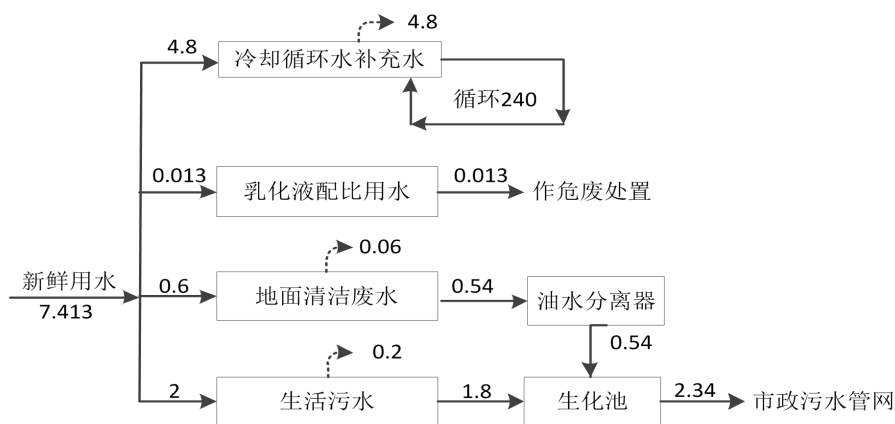 4.8
4.8
冷却循环水补充水
循环240
0.013
乳化液配比用水
0.013
作危废处置
0.06
新鲜用水
7.413
0.6
地面清洁废水
0.54
油水分离器
0.54
0.2
2
生活污水
1.8
生化池
2.34
市政污水管网